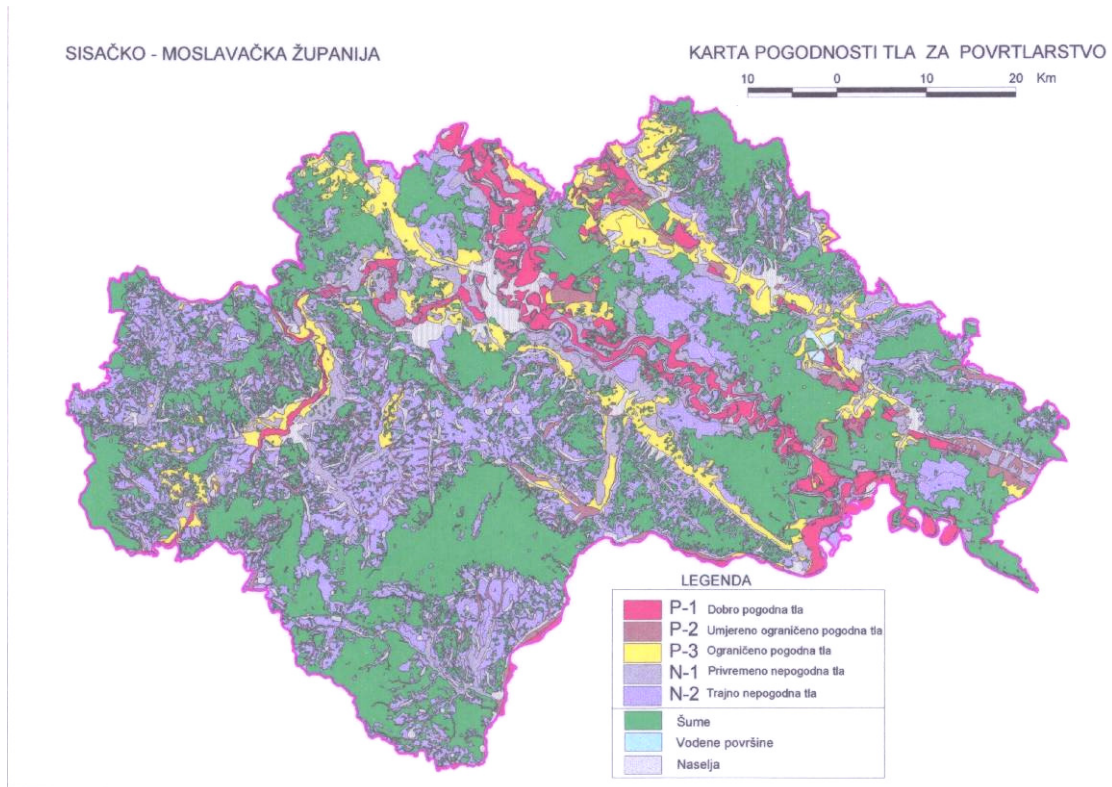 SISAČKO - MOSLAVAČKA ŽUPANIJA
KARTA POGODNOSTI TLA ZA POVRTLARSTVO
10 0 10 20 Km
LEGENDA
P-1 Dobro pogodna tla
P-2 Umjereno ograničeno pogodna tla
P-3 Ograničeno pogodna tla
N-1 Privremeno nepogodna tla
N-2 Trajno nepogodna tla
Šume
Vodene površine
Naselja